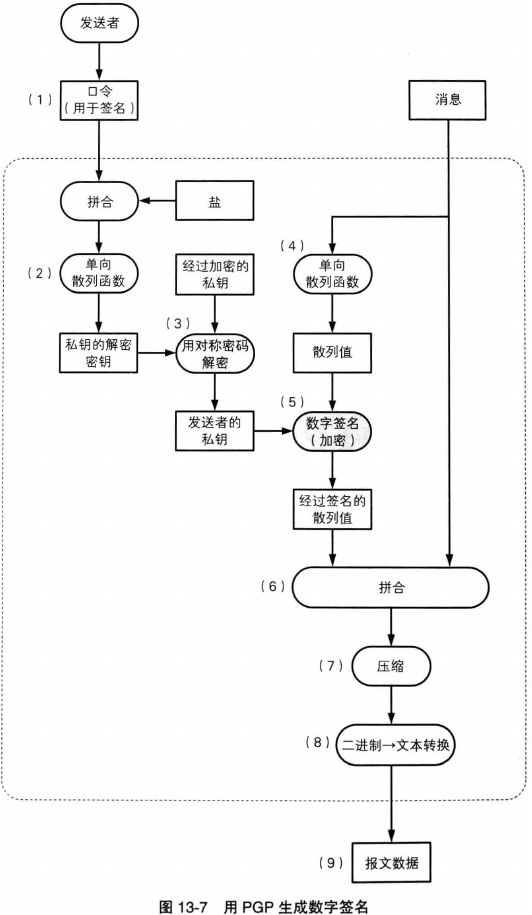 发送者
(1)
口令
(用于签名)
消息
拼合
盐
(2)
单向
散列函数
经过加密的
私钥
(4)
单向
散列函数
私钥的解密
密钥
(3)
用对称密码
解密
散列值
发送者的
私钥
(5)
数字签名
(加密)
经过签名的
散列值
(6)
拼合
(7)
压缩
(8)
二进制→文本转换
(9)
报文数据
图 13-7 用 PGP 生成数字签名